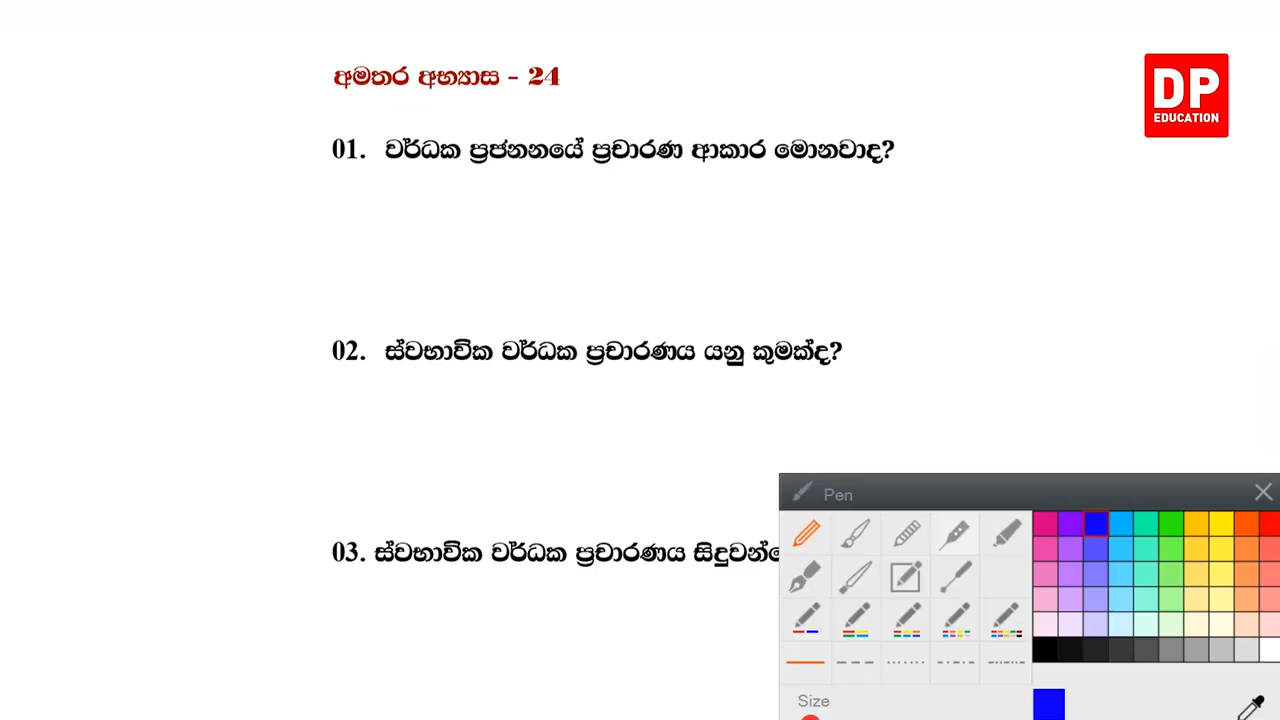 අමතර අභ්‍යාස - 24
DP
EDUCATION
01. වර්ධක ප්‍රජනනයේ ප්‍රචාරණ ආකාර මොනවාද?
02. ස්වභාවික වර්ධක ප්‍රචාරණය යනු කුමක්ද?
Pen
03. ස්වභාවික වර්ධක ප්‍රචාරණය
Size